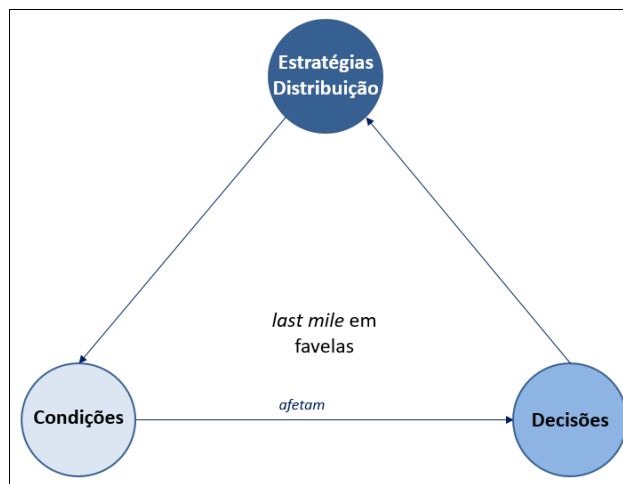 Estratégias
Distribuição
last mile em
favelas
afetam
Condições
Decisões